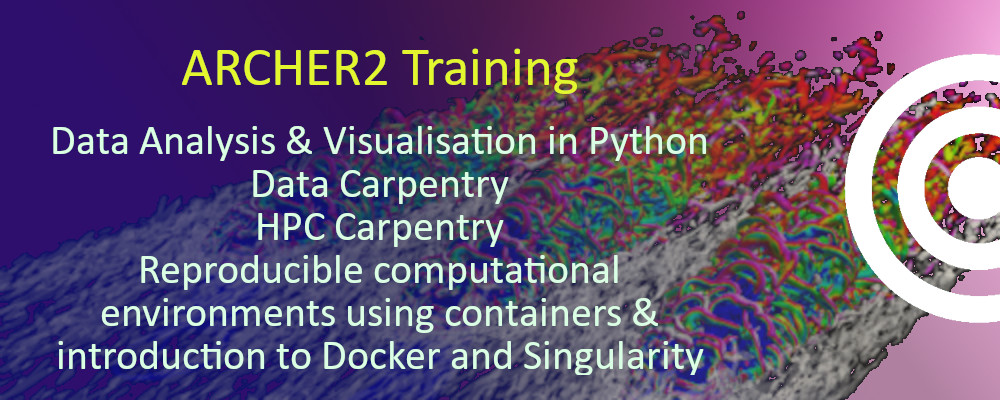 ARCHER2 Training
Data Analysis & Visualisation in Python
Data Carpentry
HPC Carpentry
Reproducible computational
environments using containers &
introduction to Docker and Singularity